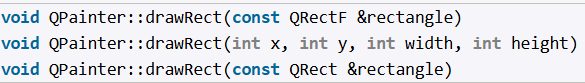 void QPainter::drawRect(const QRectF &rectangle)
void QPainter::drawRect(int x, int y, int width, int height)
void QPainter::drawRect(const QRect &rectangle)